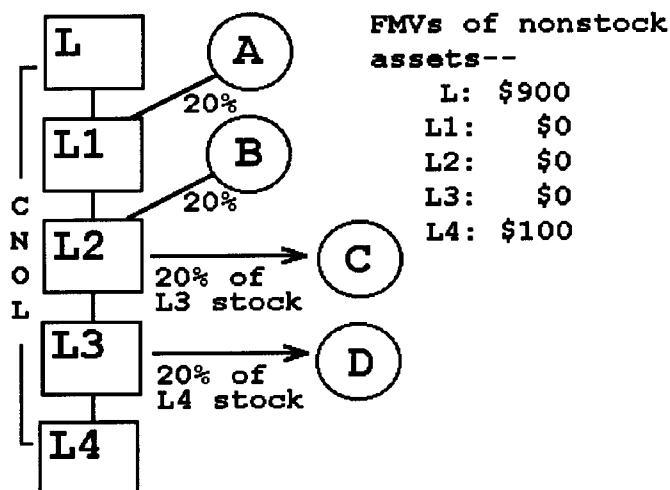 FMVs of nonstock
assets--
L: $900
L1: $0
L2: $0
L3: $0
L4: $100
L
A
20%
L1
B
20%
L2
20% of
L3 stock
C
L3
20% of
L4 stock
D
L4
CNOL